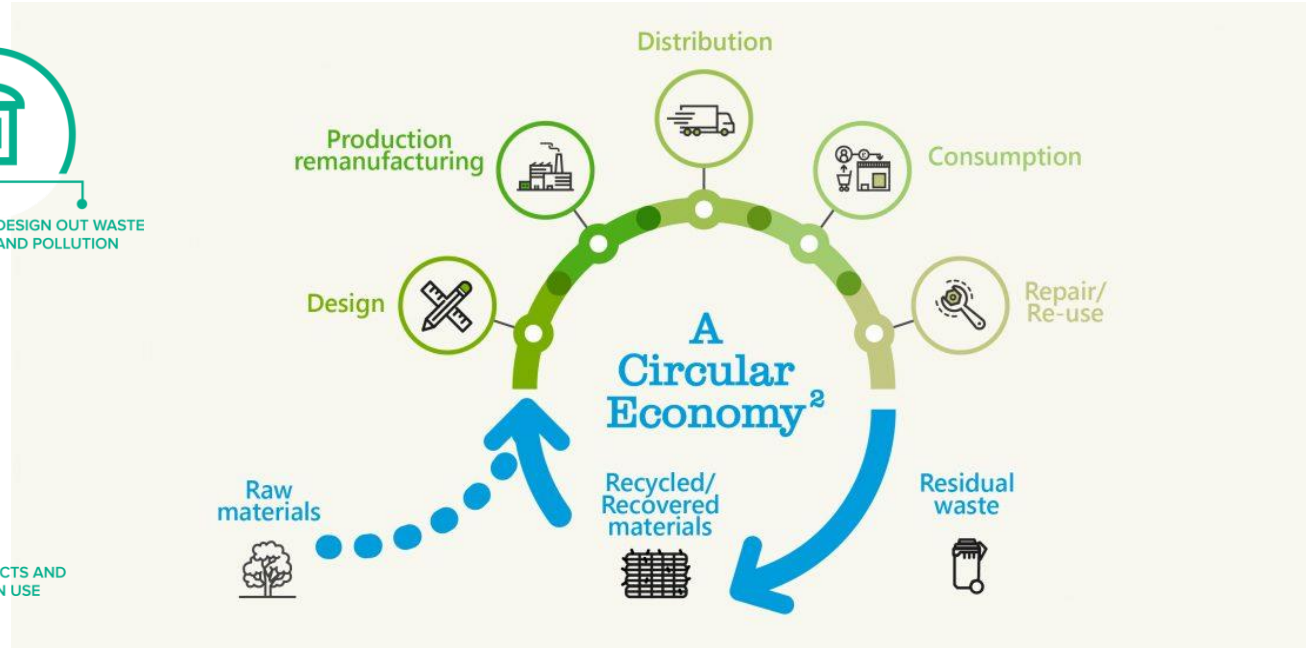 Distribution
Production
remanufacturing
Consumption
DESIGN OUT WASTE
AND POLLUTION
Design
Repair/
Re-use
A
Circular
Economy²
Raw
materials
Recycled/
Recovered
materials
Residual
waste
AND
USE